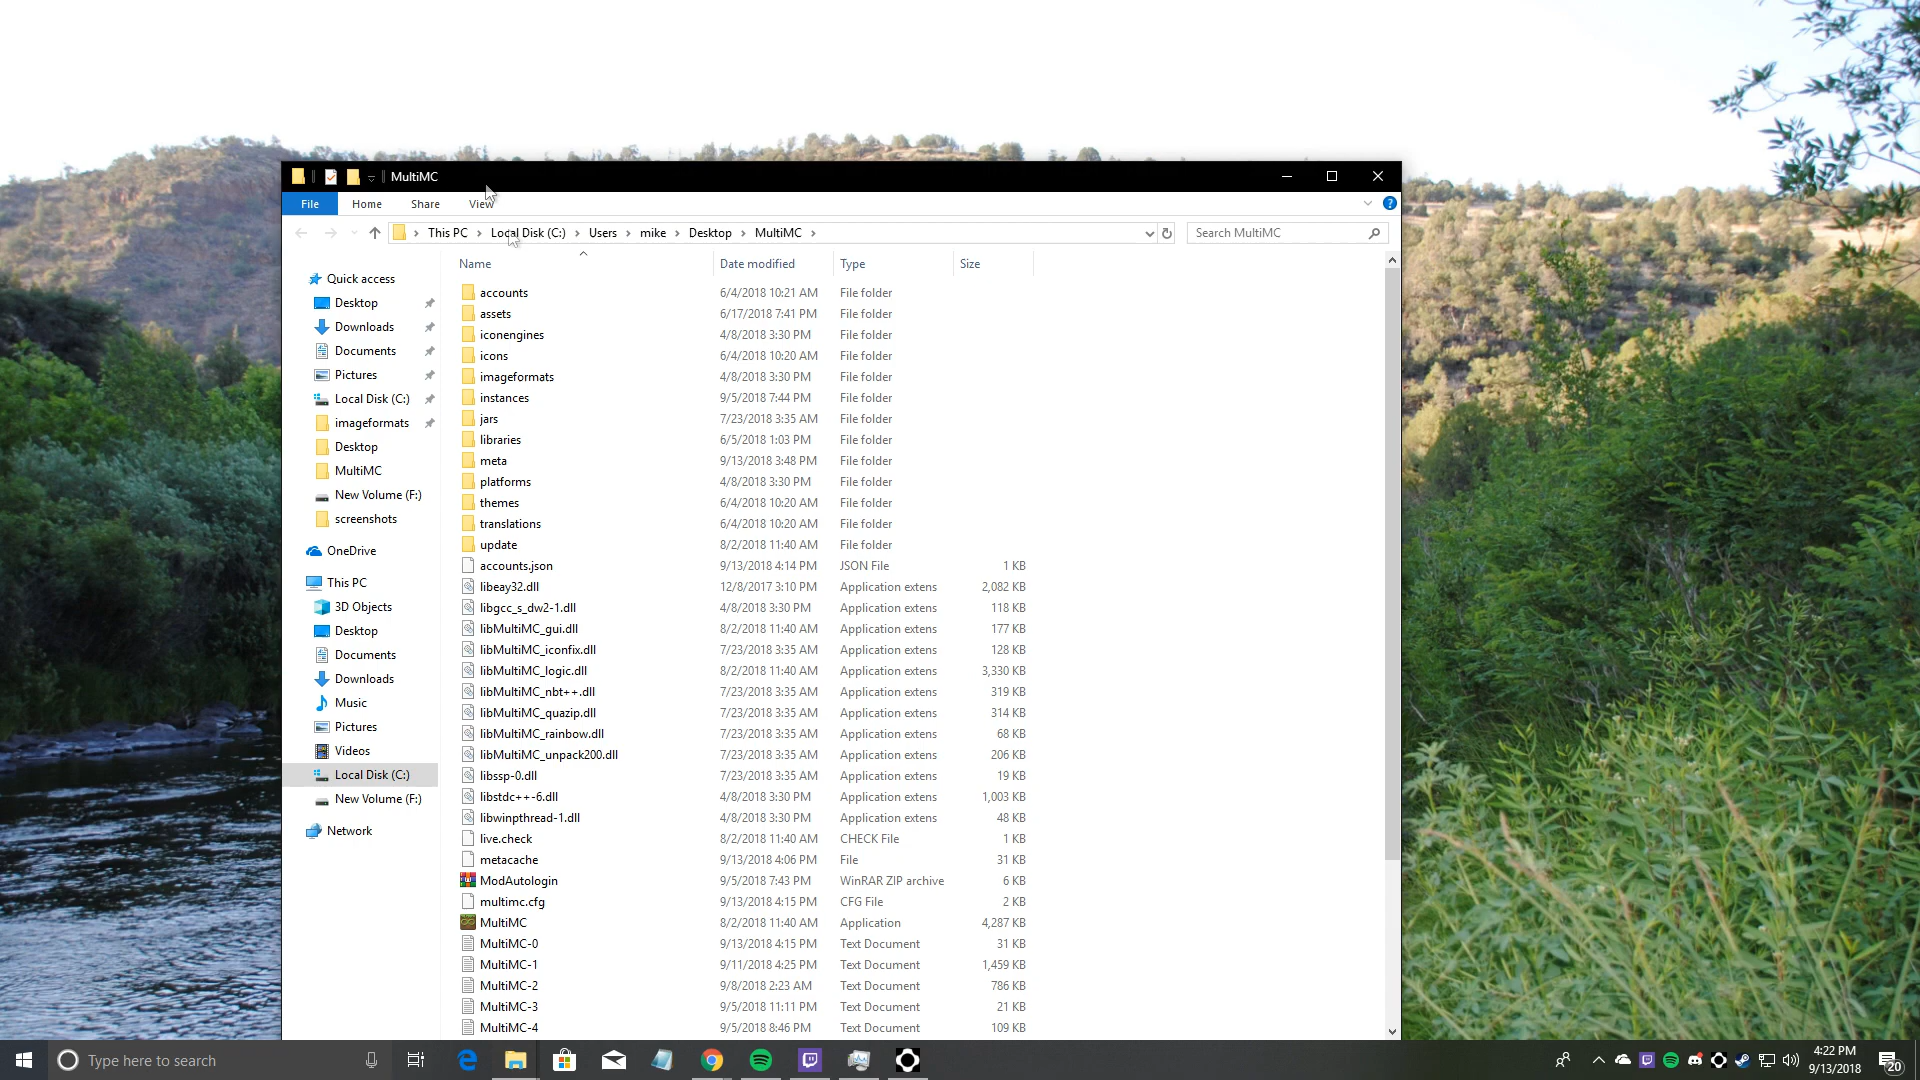 MultiMC
File Home Share View
This PC Local Disk (C:) Users mike Desktop MultiMC
Search MultiMC
Name Date modified Type Size
Quick access
Desktop
Downloads
Documents
Pictures
Local Disk (C:)
imageformats
Desktop
MultiMC
New Volume (F:)
screenshots
OneDrive
This PC
3D Objects
Desktop
Documents
Downloads
Music
Pictures
Videos
Local Disk (C:)
New Volume (F:)
Network
accounts 6/4/2018 10:21 AM File folder
assets 6/17/2018 7:41 PM File folder
iconengines 4/8/2018 3:30 PM File folder
icons 6/4/2018 10:20 AM File folder
imageformats 4/8/2018 3:30 PM File folder
instances 9/5/2018 7:44 PM File folder
jars 7/23/2018 3:35 AM File folder
libraries 6/5/2018 1:03 PM File folder
meta 9/13/2018 3:48 PM File folder
platforms 4/8/2018 3:30 PM File folder
themes 6/4/2018 10:20 AM File folder
translations 6/4/2018 10:20 AM File folder
update 8/2/2018 11:40 AM File folder
accounts.json 9/13/2018 4:14 PM JSON File 1 KB
libeay32.dll 12/8/2017 3:10 PM Application extens 2,082 KB
libgcc_s_dw2-1.dll 4/8/2018 3:30 PM Application extens 118 KB
libMultiMC_gui.dll 8/2/2018 11:40 AM Application extens 177 KB
libMultiMC_iconfix.dll 7/23/2018 3:35 AM Application extens 128 KB
libMultiMC_logic.dll 8/2/2018 11:40 AM Application extens 3,330 KB
libMultiMC_nbt++.dll 7/23/2018 3:35 AM Application extens 319 KB
libMultiMC_quazip.dll 7/23/2018 3:35 AM Application extens 314 KB
libMultiMC_rainbow.dll 7/23/2018 3:35 AM Application extens 68 KB
libMultiMC_unpack200.dll 7/23/2018 3:35 AM Application extens 206 KB
libssp-0.dll 7/23/2018 3:35 AM Application extens 19 KB
libstdc++-6.dll 4/8/2018 3:30 PM Application extens 1,003 KB
libwinpthread-1.dll 4/8/2018 3:30 PM Application extens 48 KB
live.check 8/2/2018 11:40 AM CHECK File 1 KB
metacache 9/13/2018 4:06 PM File 31 KB
ModAutologin 9/5/2018 7:43 PM WinRAR ZIP archive 6 KB
multimc.cfg 9/13/2018 4:15 PM CFG File 2 KB
MultiMC 8/2/2018 11:40 AM Application 4,287 KB
MultiMC-0 9/13/2018 4:15 PM Text Document 31 KB
MultiMC-1 9/11/2018 4:25 PM Text Document 1,459 KB
MultiMC-2 9/8/2018 2:23 AM Text Document 786 KB
MultiMC-3 9/5/2018 11:11 PM Text Document 21 KB
MultiMC-4 9/5/2018 8:46 PM Text Document 109 KB
Type here to search
4:22 PM
9/13/2018
20